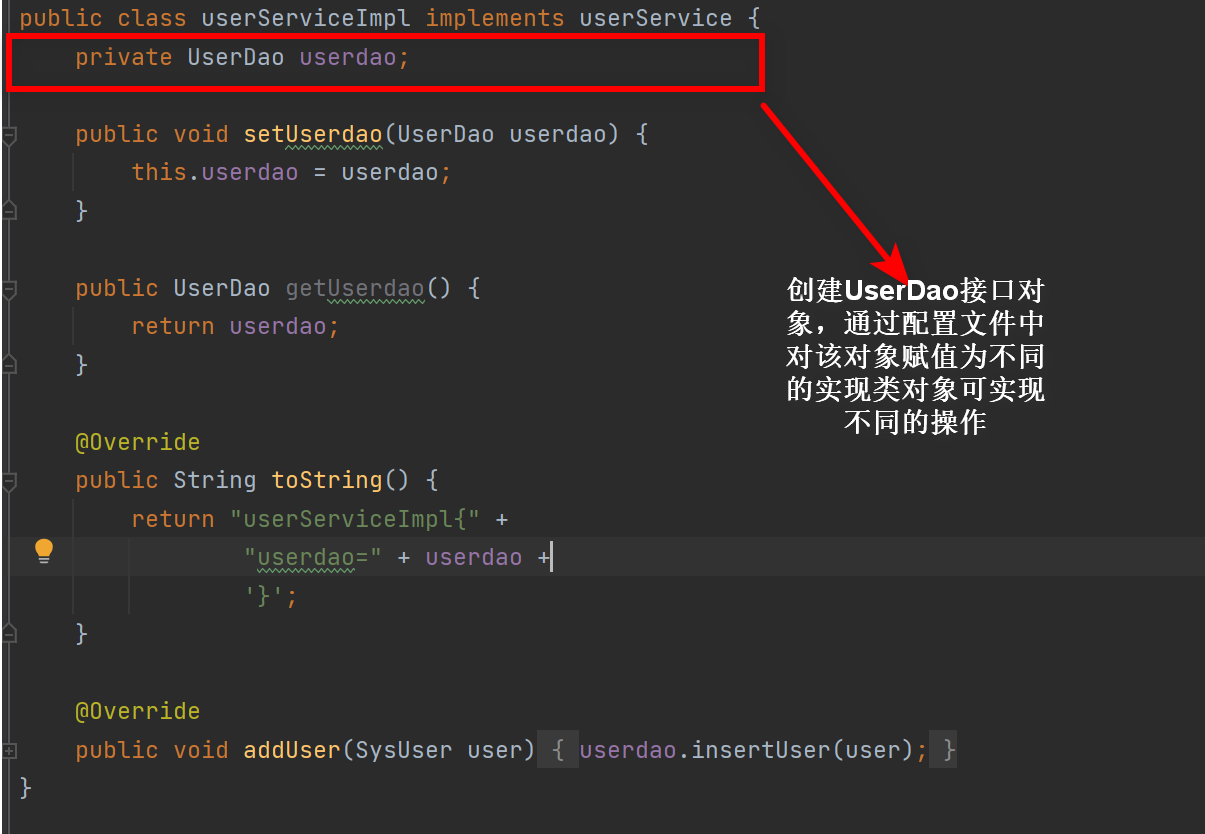 public class userServiceImpl implements userService {
private UserDao userdao;
public void setUserdao(UserDao userdao) {
this.userdao = userdao;
}
public UserDao getUserdao() {
return userdao;
}
创建UserDao接口对
象，通过配置文件中
对该对象赋值为不同
的实现类对象可实现
不同的操作
@Override
public String toString() {
return "userServiceImpl{" +
"userdao=" + userdao +
'}';
}
@Override
public void addUser(SysUser user) { userdao.insertUser(user); }
}